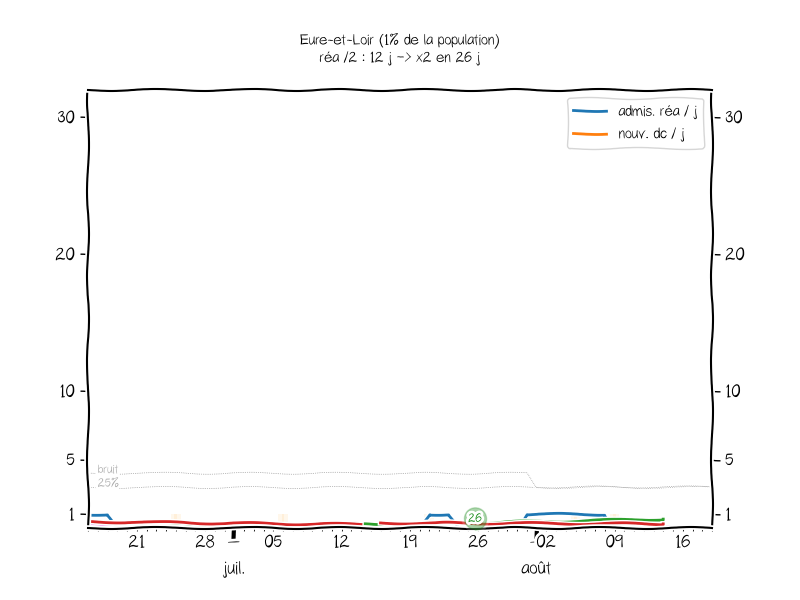 Eure-et-Loir (1% de la population)
réa /2 : 12 j -> x2 en 26 j
admis. réa / j
nouv. dc / j
30
30
20
20
10
10
5
5
bruit
25%
1
1
26
21 28 05 12 19 26 02 09 16
juil. août